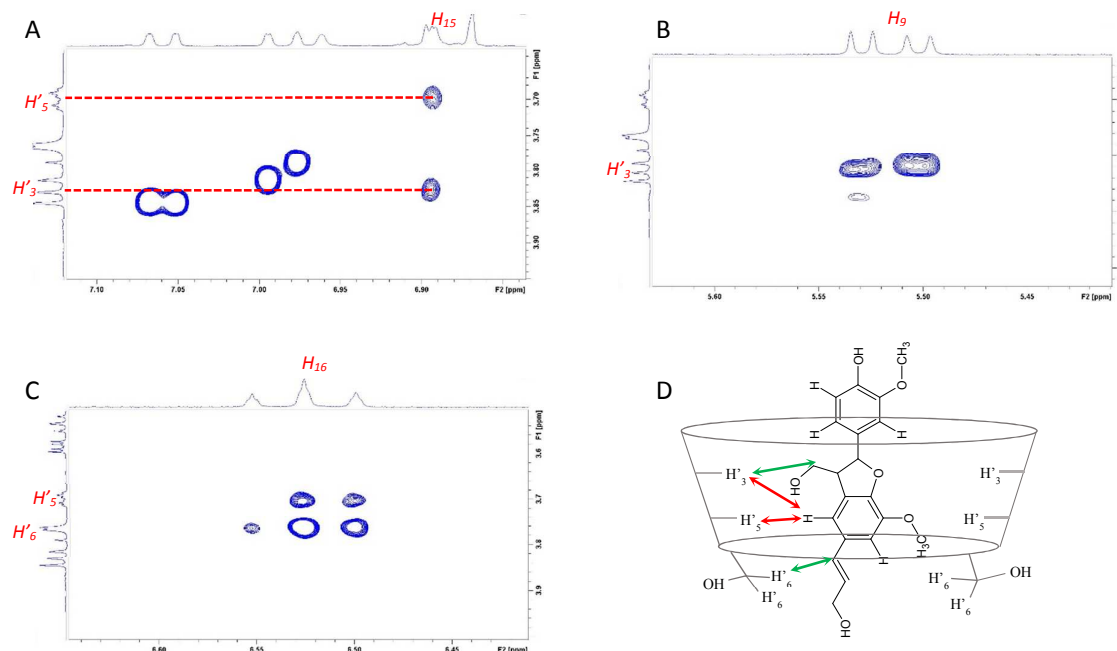 A
H15
H'5
H'3
3.70
3.75
3.80
3.85
3.90
F1 [ppm]
7.10
7.05
7.00
6.95
6.90
F2 [ppm]
B
H9
H'3
F1 [ppm]
5.60
5.55
5.50
5.45
F2 [ppm]
C
H16
H'5
H'6
3.6
3.7
3.8
3.9
F1 [ppm]
6.60
6.55
6.50
6.45
F2 [ppm]
D
OH
CH3
H
O
H
H
H'3
O
H'3
HO
H'5
H
H'5
O
CH3
H
OH
H'6
H'6
H'6
OH
H'6
HO